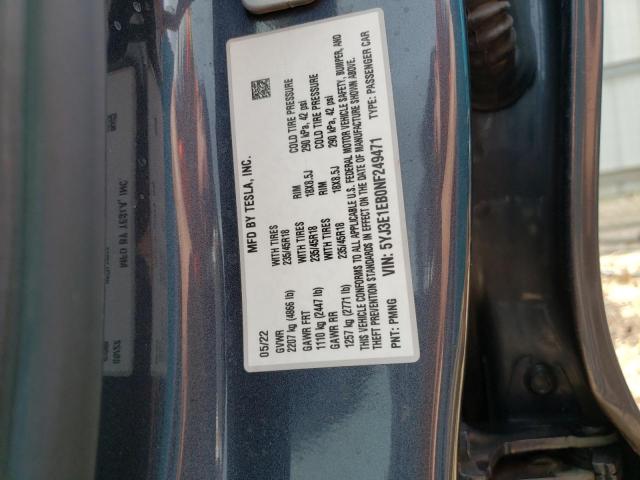 MFD BY TESLA, INC.
05/22
GVWR
2207 kg (4866 lb)
GAWR FRT
1110 kg (2447 lb)
GAWR RR
1257 kg (2771 lb)
WITH TIRES
235/45R18
WITH TIRES
235/45R18
WITH TIRES
235/45R18
RIM
18X8.5J
RIM
18X8.5J
COLD TIRE PRESSURE
290 kPa, 42 psi
COLD TIRE PRESSURE
290 kPa, 42 psi
THIS VEHICLE CONFORMS TO ALL APPLICABLE U.S. FEDERAL MOTOR VEHICLE SAFETY, BUMPER, AND
THEFT PREVENTION STANDARDS IN EFFECT ON THE DATE OF MANUFACTURE SHOWN ABOVE.
VIN: 5YJ3E1EB0NF249471
PNT: PMNG
TYPE: PASSENGER CAR